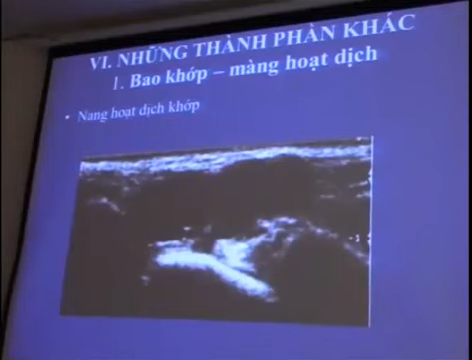 VI. NHỮNG THÀNH PHẦN KHÁC
1. Bao khớp – màng hoạt dịch
• Nang hoạt dịch khớp